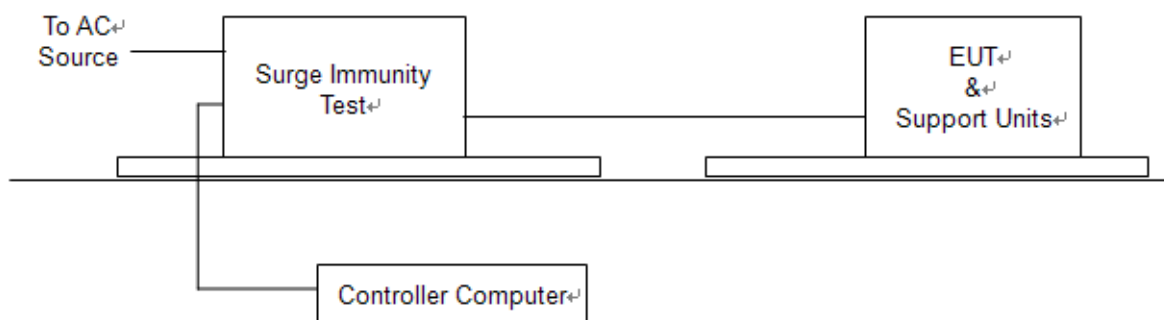 To AC↵
Source
Surge Immunity
Test↵
EUT↵
&↵
Support Units↵
Controller Computer↵